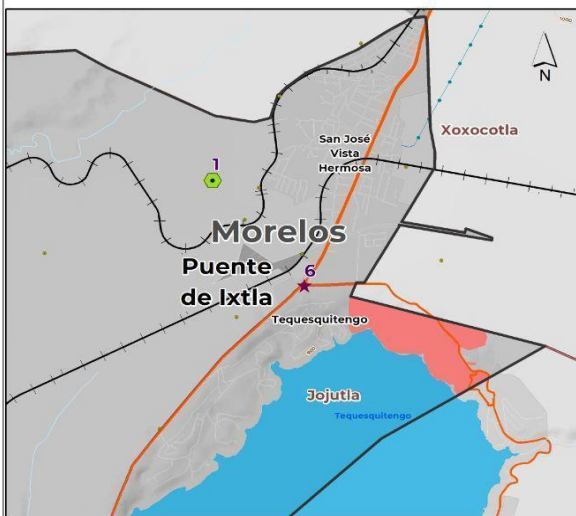 N
Xoxocotla
San José
Vista
Hermosa
1
Morelos
Puente
de Ixtla
6
Tequesquitengo
Jojutla
Tequesquitengo